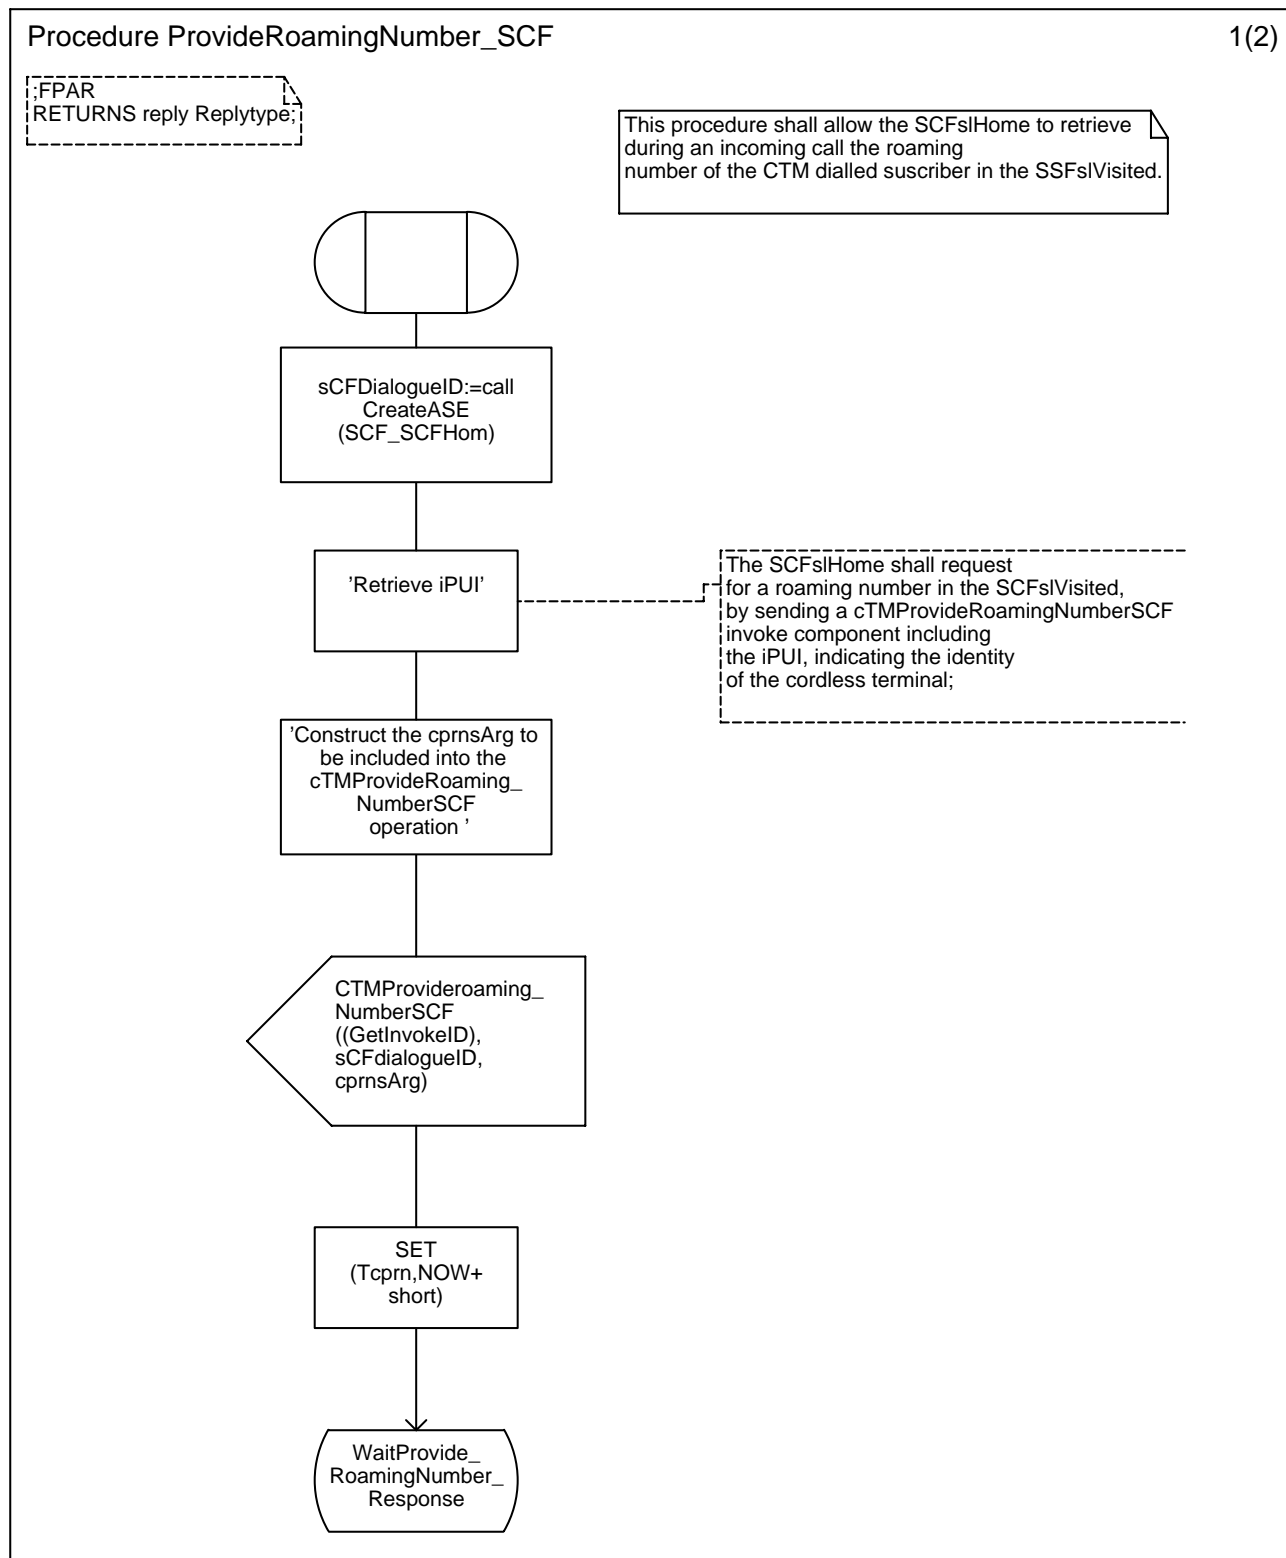 Procedure ProvideRoamingNumber_SCF
1(2)
;FPAR
RETURNS reply Replytype;
This procedure shall allow the SCFslHome to retrieve
during an incoming call the roaming
number of the CTM dialled suscriber in the SSFslVisited.
sCFDialogueID:=call
CreateASE
(SCF_SCFHom)
'Retrieve iPUI'
The SCFslHome shall request
for a roaming number in the SCFslVisited,
by sending a cTMProvideRoamingNumberSCF
invoke component including
the iPUI, indicating the identity
of the cordless terminal;
'Construct the cprnsArg to
be included into the
cTMProvideRoaming_
NumberSCF
operation '
CTMProvideroaming_
NumberSCF
((GetInvokeID),
sCFdialogueID,
cprnsArg)
SET
(Tcprn,NOW+
short)
WaitProvide_
RoamingNumber_
Response